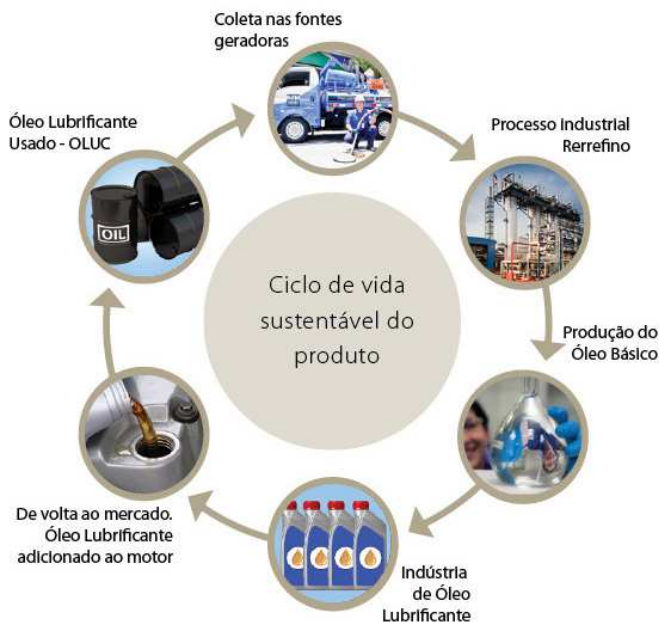 Coleta nas fontes
geradoras
Processo Industrial
Rerrefino
Produção do
Óleo Básico
Indústria
de Óleo
Lubrificante
De volta ao mercado.
Óleo Lubrificante
adicionado ao motor
Óleo Lubrificante
Usado - OLUC
OIL
Ciclo de vida
sustentável do
produto